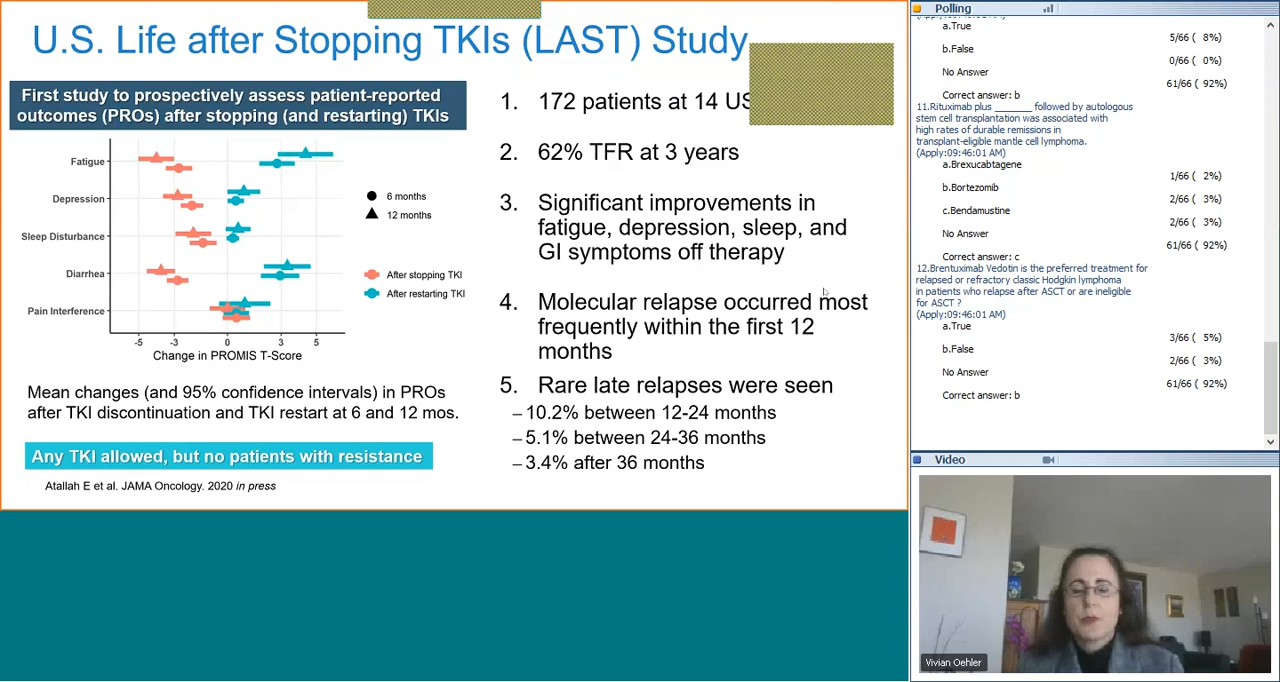 U.S. Life after Stopping TKIs (LAST) Study
First study to prospectively assess patient-reported
outcomes (PROs) after stopping (and restarting) TKIs
Fatigue
Depression
Sleep Disturbance
Diarrhea
Pain Interference
-5 -3 0 3 5
Change in PROMIS T-Score
6 months
12 months
After stopping TKI
After restarting TKI
Mean changes (and 95% confidence intervals) in PROs
after TKI discontinuation and TKI restart at 6 and 12 mos.
Any TKI allowed, but no patients with resistance
Atallah E et al. JAMA Oncology. 2020 in press
1. 172 patients at 14 US
2. 62% TFR at 3 years
3. Significant improvements in
fatigue, depression, sleep, and
GI symptoms off therapy
4. Molecular relapse occurred most
frequently within the first 12
months
5. Rare late relapses were seen
– 10.2% between 12-24 months
– 5.1% between 24-36 months
– 3.4% after 36 months
Polling
a.True
5/66 ( 8%)
b.False
0/66 ( 0%)
No Answer
61/66 ( 92%)
Correct answer: b
11.Rituximab plus _______ followed by autologous
stem cell transplantation was associated with
high rates of durable remissions in
transplant-eligible mantle cell lymphoma.
(Apply:09:46:01 AM)
a.Brexucabtagene
1/66 ( 2%)
b.Bortezomib
2/66 ( 3%)
c.Bendamustine
2/66 ( 3%)
No Answer
61/66 ( 92%)
Correct answer: c
12.Brentuximab Vedotin is the preferred treatment for
relapsed or refractory classic Hodgkin lymphoma
in patients who relapse after ASCT or are ineligible
for ASCT ?
(Apply:09:46:01 AM)
a.True
3/66 ( 5%)
b.False
2/66 ( 3%)
No Answer
61/66 ( 92%)
Correct answer: b
Video
Vivian Oehler